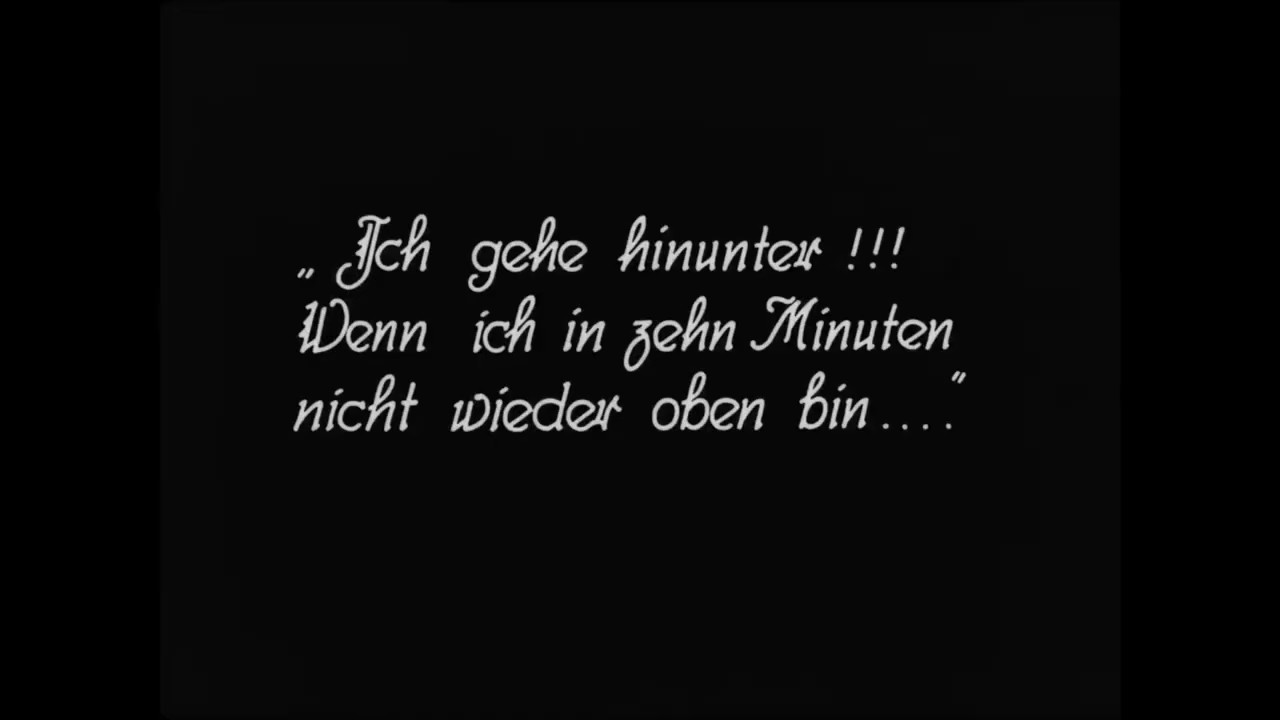 „Ich gehe hinunter!!!
Wenn ich in zehn Minuten
nicht wieder oben bin...."